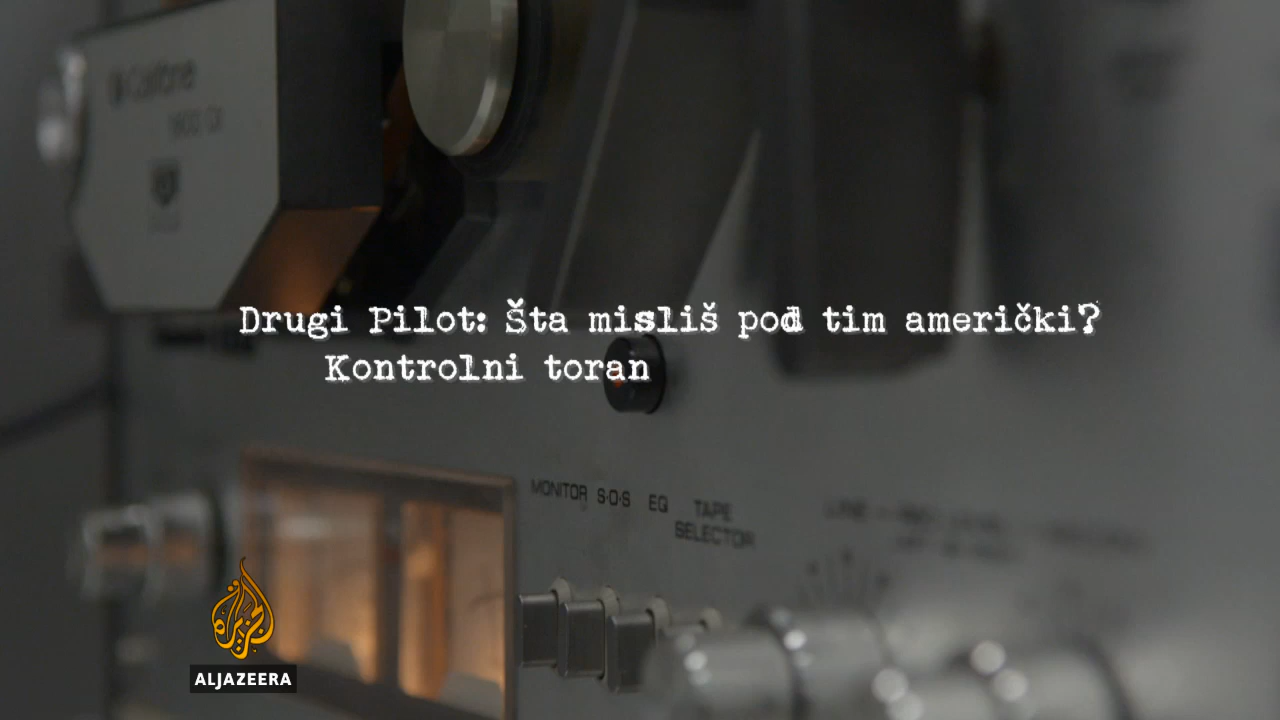 Drugi Pilot: Šta misliš pod tim američki?
Kontrolni toran
MONITOR S·O·S EQ TAPE
SELECTOR
ALJAZEERA